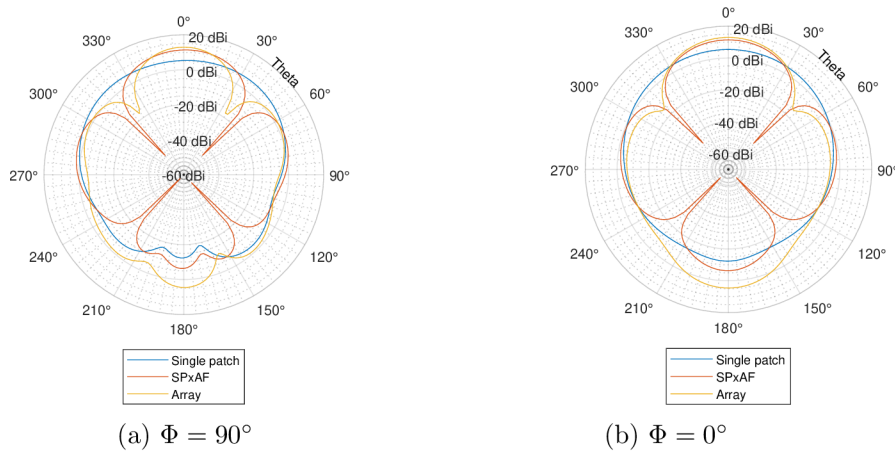 0°
330°
30°
20 dBi
Theta
300°
0 dBi
60°
-20 dBi
-40 dBi
270°
-60 dBi
90°
240°
120°
210°
150°
180°
Single patch
SPxAF
Array
(a) Φ = 90°
0°
330°
30°
20 dBi
Theta
300°
0 dBi
60°
-20 dBi
-40 dBi
-60 dBi
270°
90°
240°
120°
210°
150°
180°
Single patch
SPxAF
Array
(b) Φ = 0°